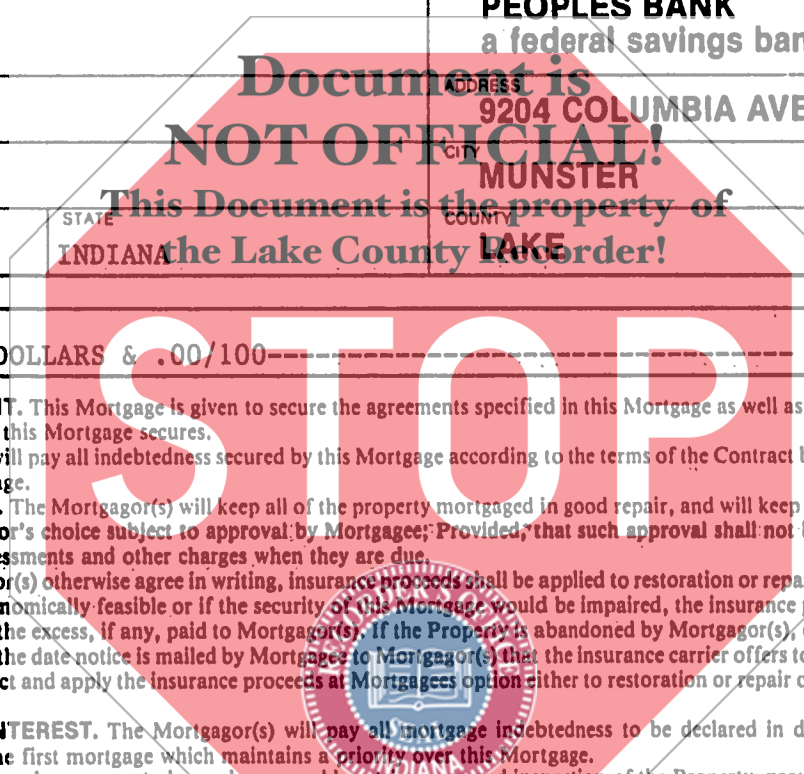 PEOPLES BANK
a federal savings ban
Document is
ADDRESS
9204 COLUMBIA AVE
NOT OFFICIAL!
CITY
MUNSTER
This Document is the property of
STATE
COUNTY
INDIANA
LAKE
the Lake County Recorder!
STOP
DOLLARS & .00/100-----------------------------------------
T. This Mortgage is given to secure the agreements specified in this Mortgage as well as
this Mortgage secures.
will pay all indebtedness secured by this Mortgage according to the terms of the Contract b
ge.
. The Mortgagor(s) will keep all of the property mortgaged in good repair, and will keep
or's choice subject to approval by Mortgagee; Provided, that such approval shall not
essments and other charges when they are due.
or(s) otherwise agree in writing, insurance proceeds shall be applied to restoration or repa
nomically feasible or if the security of this Mortgage would be impaired, the insurance
he excess, if any, paid to Mortgagor(s). If the Property is abandoned by Mortgagor(s),
the date notice is mailed by Mortgagee to Mortgagor(s) that the insurance carrier offers to
ct and apply the insurance proceeds at Mortgagees option either to restoration or repair o
NTEREST. The Mortgagor(s) will pay all mortgage indebtedness to be declared in d
e first mortgage which maintains a priority over this Mortgage.
RECORDER'S OFFICE
SEAL
INDIANA